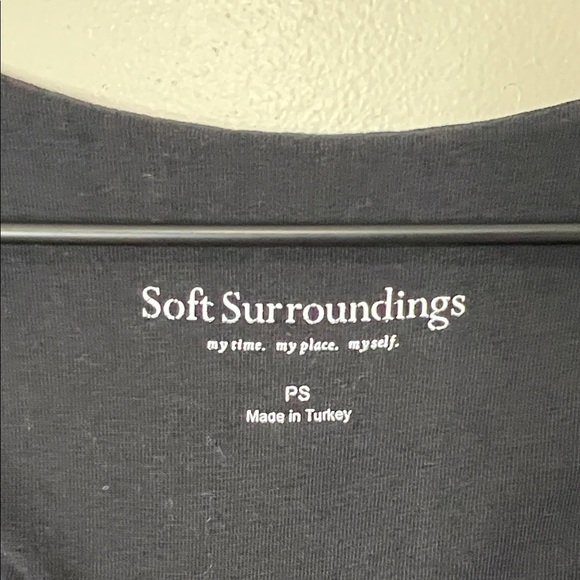 Soft Surroundings
my time. my place. myself.
PS
Made in Turkey